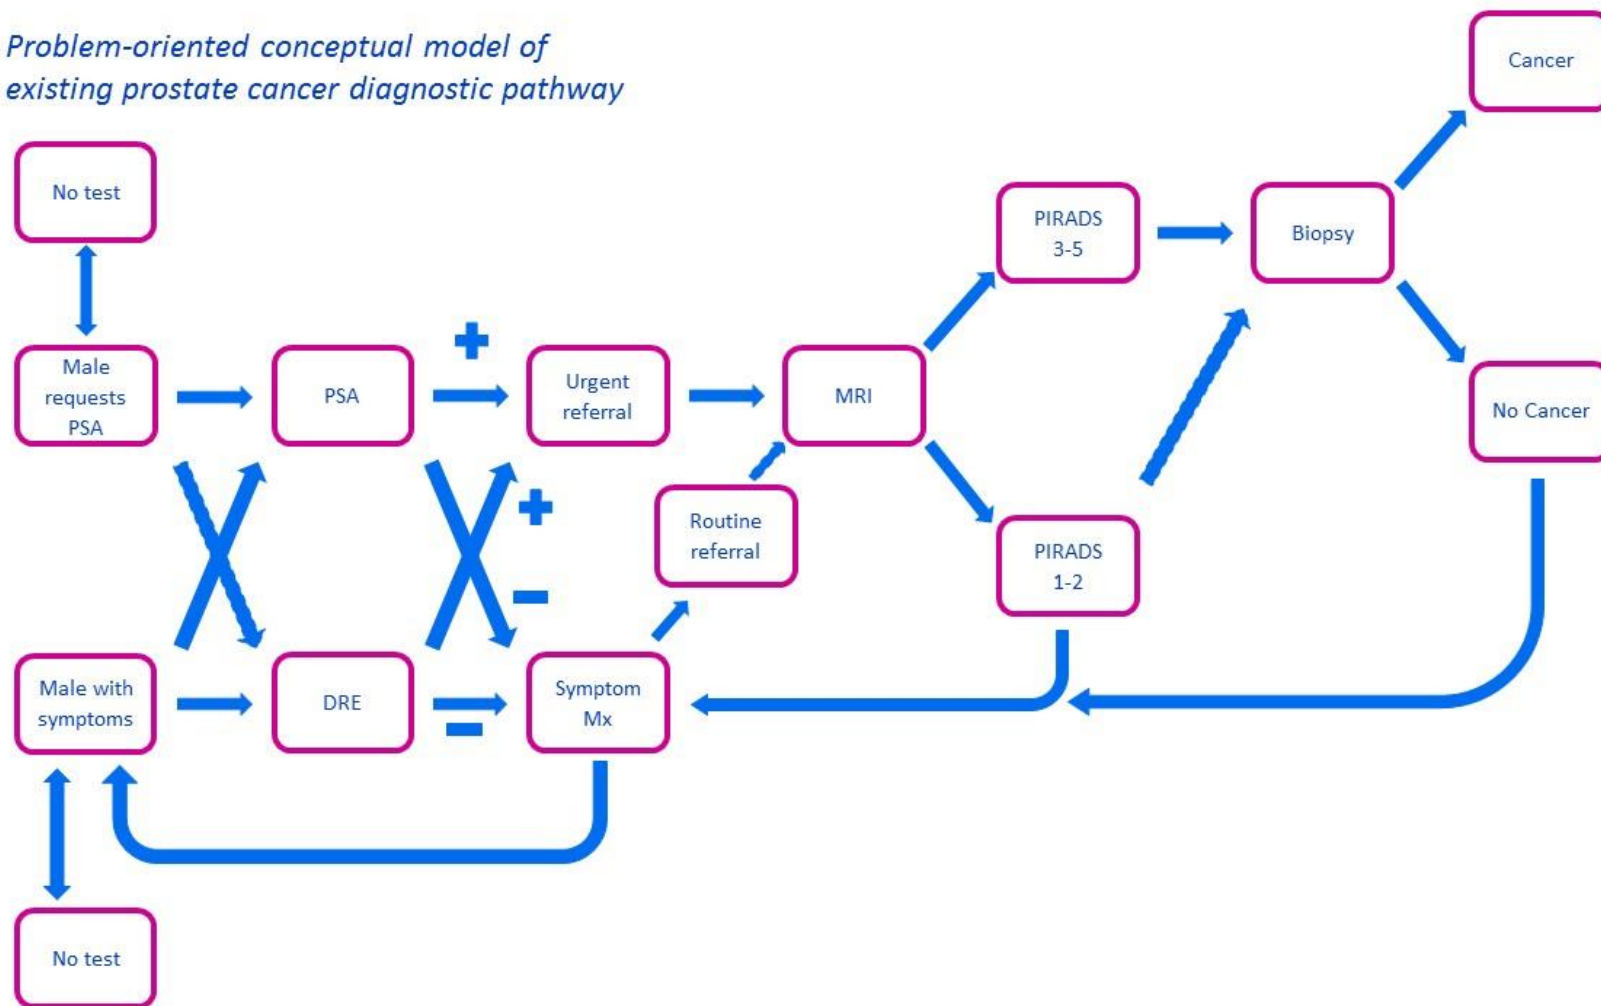 Problem-oriented conceptual model of
existing prostate cancer diagnostic pathway
Cancer
No test
PIRADS
3-5
Biopsy
Male
requests
PSA
PSA
+
Urgent
referral
MRI
No Cancer
+
Routine
referral
PIRADS
1-2
-
Male with
symptoms
DRE
-
Symptom
Mx
No test